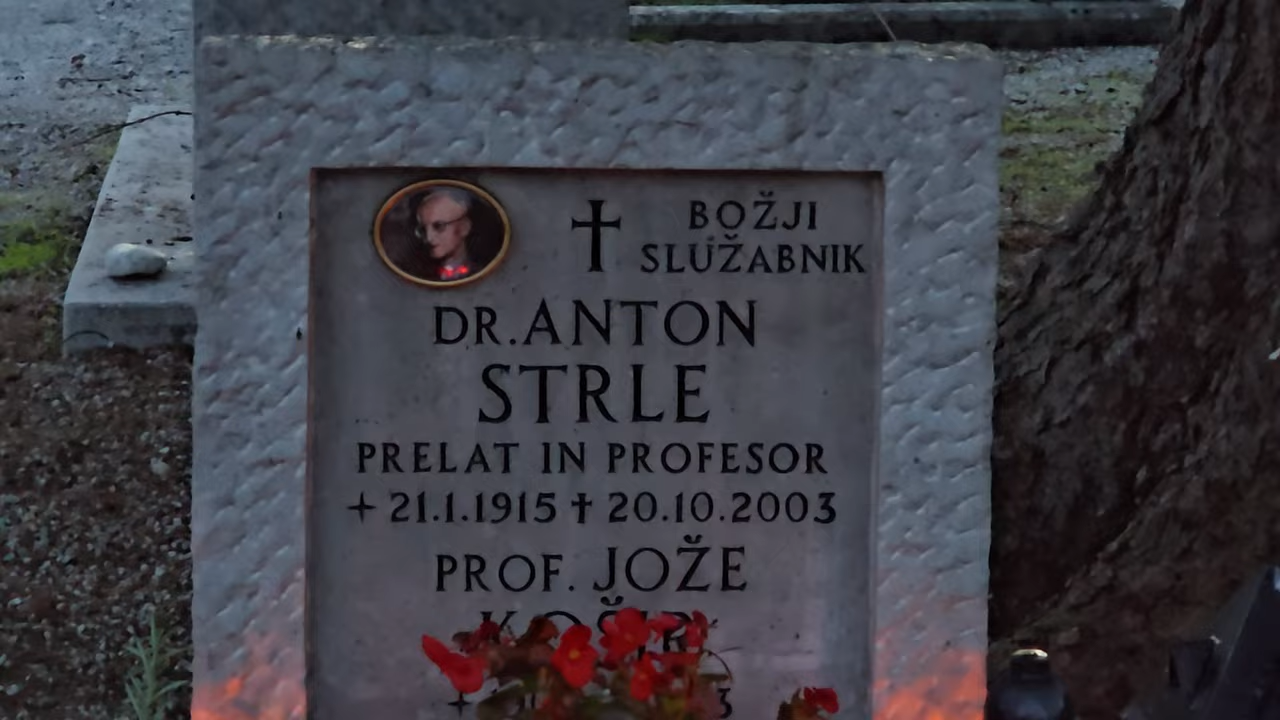 BOŽJI
SLUŽABNIK
DR. ANTON
STRLE
PRELAT IN PROFESOR
+ 21.1.1915 † 20.10.2003
PROF. JOŽE